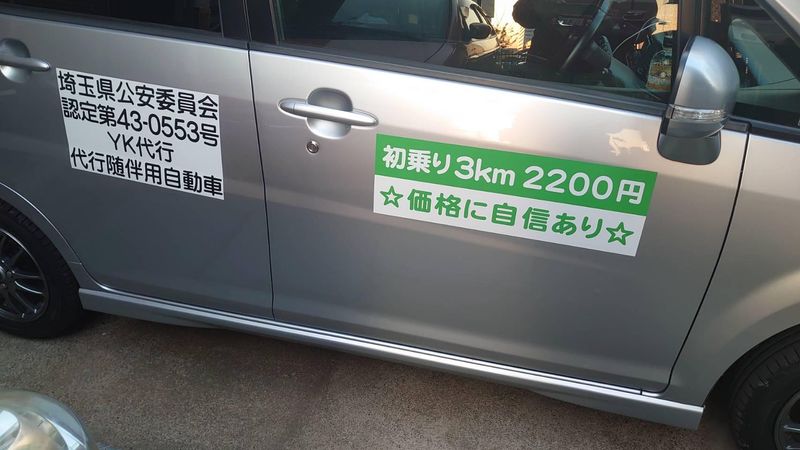 埼玉県公安委員会
認定第43-0553号
YK代行
代行随伴用自動車
初乗り3km 2200円
☆価格に自信あり☆